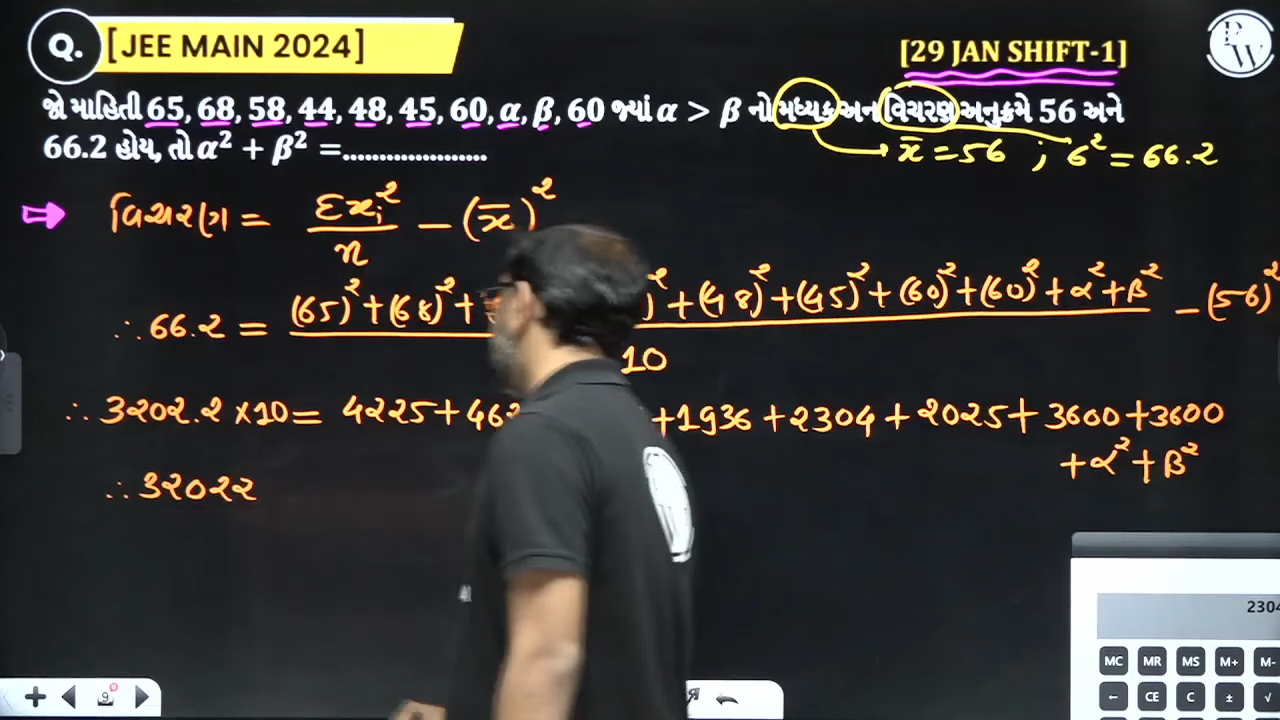 Q. [JEE MAIN 2024]
[29 JAN SHIFT-1]
PW
જો માહિતી 65, 68, 58, 44, 48, 45, 60, α, β, 60 જ્યાં α > β નો મધ્યક અને વિચરણ અનુક્રમે 56 અને
66.2 હોય, તો α² + β² =.....................
x̄ = 56 ; σ² = 66.2
⇒ વિચરણ = Σxᵢ²/n − (x̄)²
∴ 66.2 = (65)² + (68)² + )² + (48)² + (45)² + (60)² + (60)² + α² + β² / 10 − (56)²
∴ 3202.2 × 10 = 4225 + 462 + 1936 + 2304 + 2025 + 3600 + 3600
+ α² + β²
∴ 32022
2304
MC MR MS M+ M-
← CE C ± √